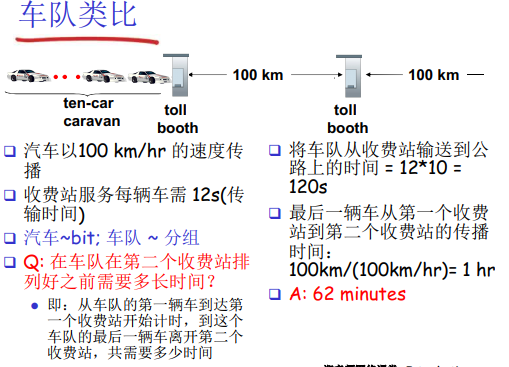 车队类比
100 km
100 km
ten-car
caravan
toll
booth
toll
booth
汽车以100 km/hr 的速度传
播
收费站服务每辆车需 12s(传
输时间)
汽车~bit; 车队 ~ 分组
Q: 在车队在第二个收费站排
列好之前需要多长时间？
即：从车队的第一辆车到达第
一个收费站开始计时，到这个
车队的最后一辆车离开第二个
收费站，共需要多少时间
将车队从收费站输送到公
路上的时间 = 12*10 =
120s
最后一辆车从第一个收费
站到第二个收费站的传播
时间：
100km/(100km/hr)= 1 hr
A: 62 minutes